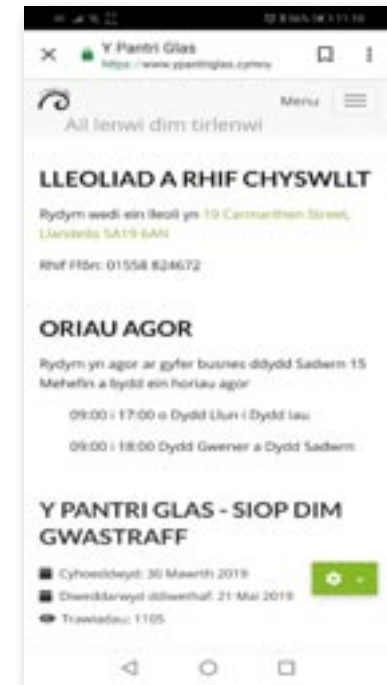 Y Pantri Glas
https://www.ypantriglas.cymru
Menu
Ail lenwi dim tirlenwi
LLEOLIAD A RHIF CHYSWLLT
Rydym wedi ein lleoli yn 19 Carmarthen Street,
Llandeilo SA19 6AN
Rhif Ffôn: 01558 824672
ORIAU AGOR
Rydym yn agor ar gyfer busnes ddydd Sadwrn 15
Mehefin a bydd ein horiau agor
09:00 i 17:00 o Dydd Llun i Dydd Iau
09:00 i 18:00 Dydd Gwener a Dydd Sadwrn
Y PANTRI GLAS - SIOP DIM
GWASTRAFF
Cyhoeddwyd: 30 Mawrth 2019
Diweddarwyd ddiwethaf: 21 Mai 2019
Trawiadau: 1105